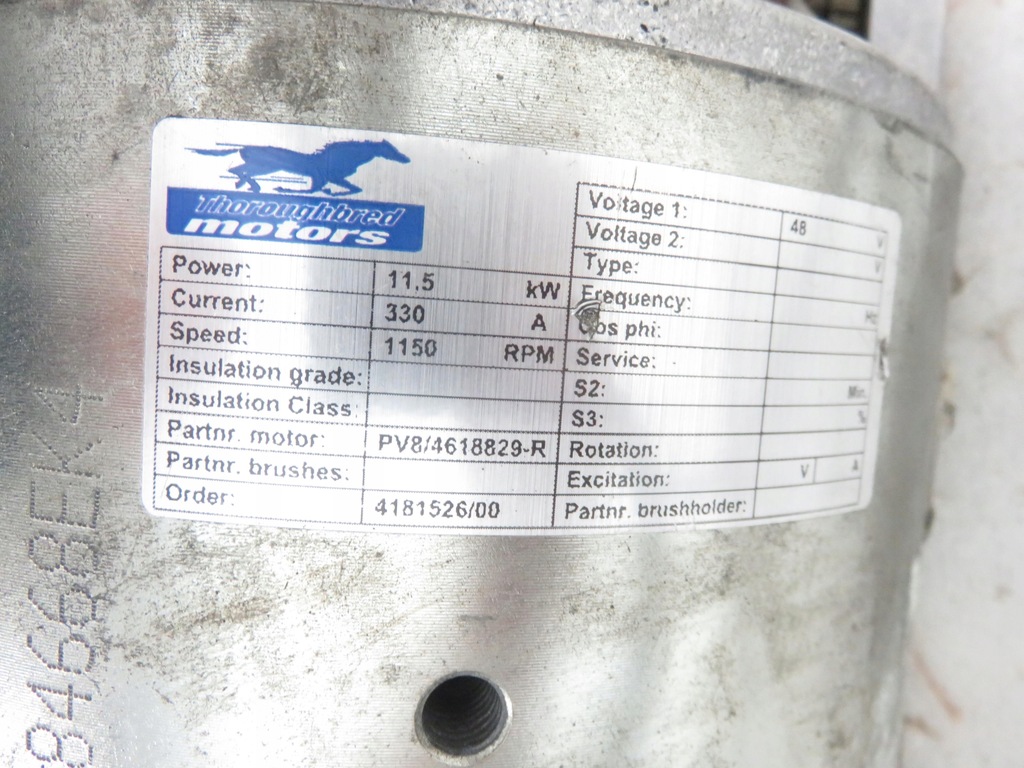 Thoroughbred
motors
Power: 11.5 kW
Current: 330 A
Speed: 1150 RPM
Insulation grade:
Insulation Class:
Partnr. motor: PV8/4618829-R
Partnr. brushes:
Order: 4181526/00
Voltage 1: 48 V
Voltage 2: V
Type:
Frequency: Hz
Cos phi:
Service:
S2: Min.
S3: %
Rotation:
Excitation: V A
Partnr. brushholder: